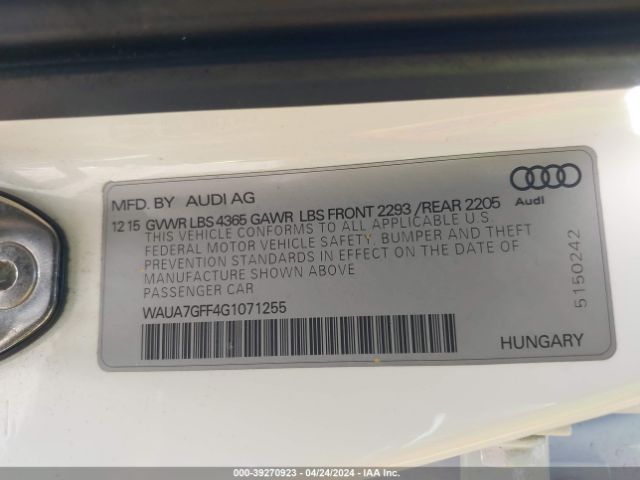 MFD. BY AUDI AG
Audi
12 15 GVWR LBS 4365 GAWR LBS FRONT 2293 /REAR 2205
THIS VEHICLE CONFORMS TO ALL APPLICABLE U.S.
FEDERAL MOTOR VEHICLE SAFETY, BUMPER AND THEFT
PREVENTION STANDARDS IN EFFECT ON THE DATE OF
MANUFACTURE SHOWN ABOVE
PASSENGER CAR
5150242
WAUA7GFF4G1071255
HUNGARY
000-39270923 - 04/24/2024 - IAAI.com